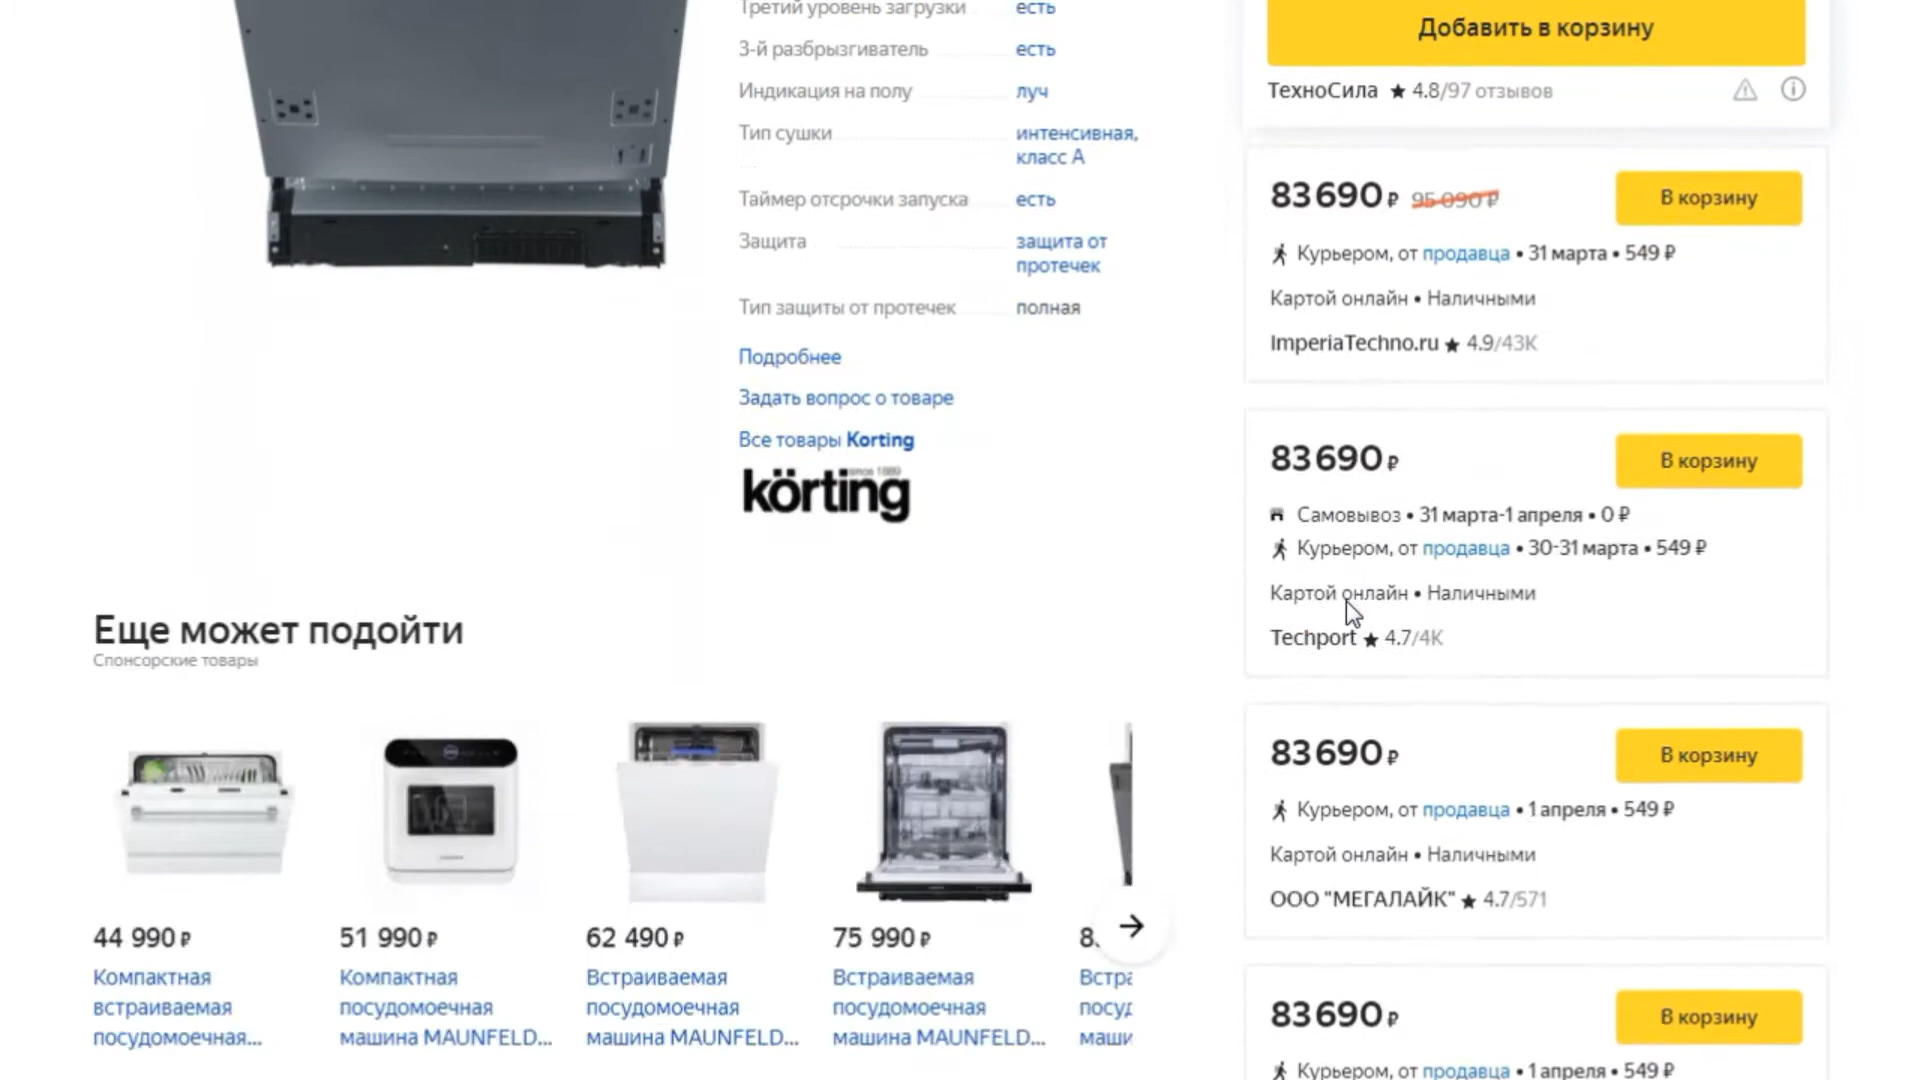 Третий уровень загрузки есть
3-й разбрызгиватель есть
Индикация на полу луч
Тип сушки интенсивная,
класс A
Таймер отсрочки запуска есть
Защита защита от
протечек
Тип защиты от протечек полная
Подробнее
Задать вопрос о товаре
Все товары Korting
since 1889
körting
Добавить в корзину
ТехноСила ★ 4.8/97 отзывов
83 690 ₽ 95 090 ₽ В корзину
Курьером, от продавца • 31 марта • 549 ₽
Картой онлайн • Наличными
ImperiaTechno.ru ★ 4.9/43K
83 690 ₽ В корзину
Самовывоз • 31 марта-1 апреля • 0 ₽
Курьером, от продавца • 30-31 марта • 549 ₽
Картой онлайн • Наличными
Techport ★ 4.7/4K
83 690 ₽ В корзину
Курьером, от продавца • 1 апреля • 549 ₽
Картой онлайн • Наличными
ООО "МЕГАЛАЙК" ★ 4.7/571
83 690 ₽ В корзину
Курьером, от продавца • 1 апреля • 549 ₽
Еще может подойти
Спонсорские товары
44 990 ₽
Компактная
встраиваемая
посудомоечная...
51 990 ₽
Компактная
посудомоечная
машина MAUNFELD...
62 490 ₽
Встраиваемая
посудомоечная
машина MAUNFELD...
75 990 ₽
Встраиваемая
посудомоечная
машина MAUNFELD...